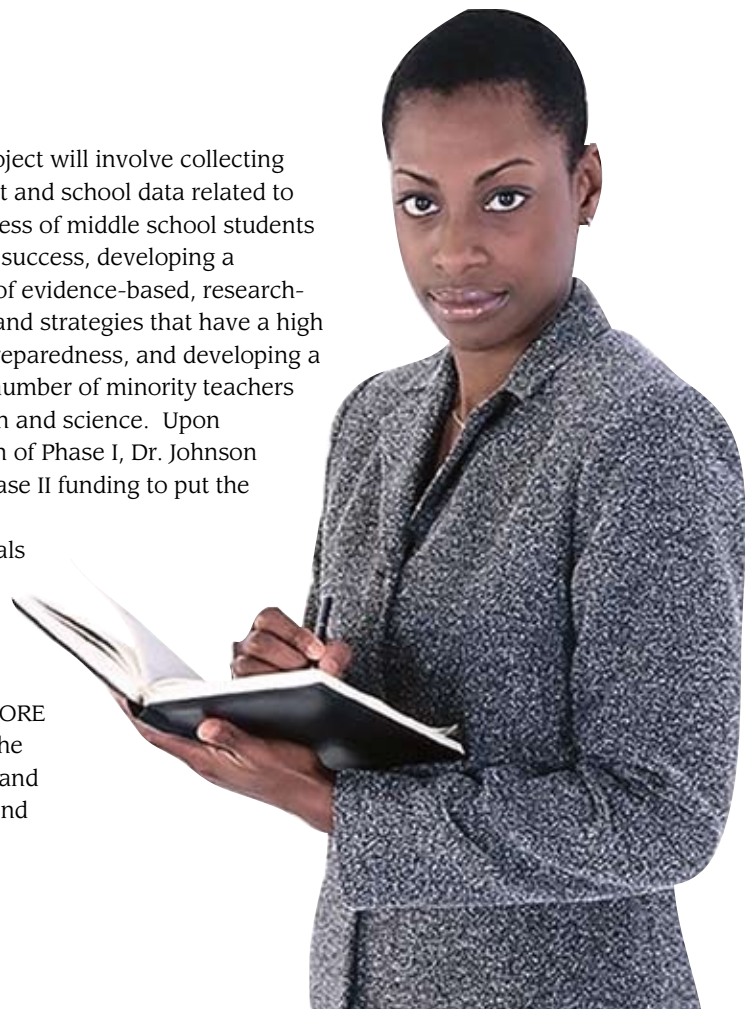 oject will involve collecting
t and school data related to
ess of middle school students
success, developing a
of evidence-based, research-
and strategies that have a high
eparedness, and developing a
number of minority teachers
h and science. Upon
n of Phase I, Dr. Johnson
ase II funding to put the
als
ORE
he
and
nd